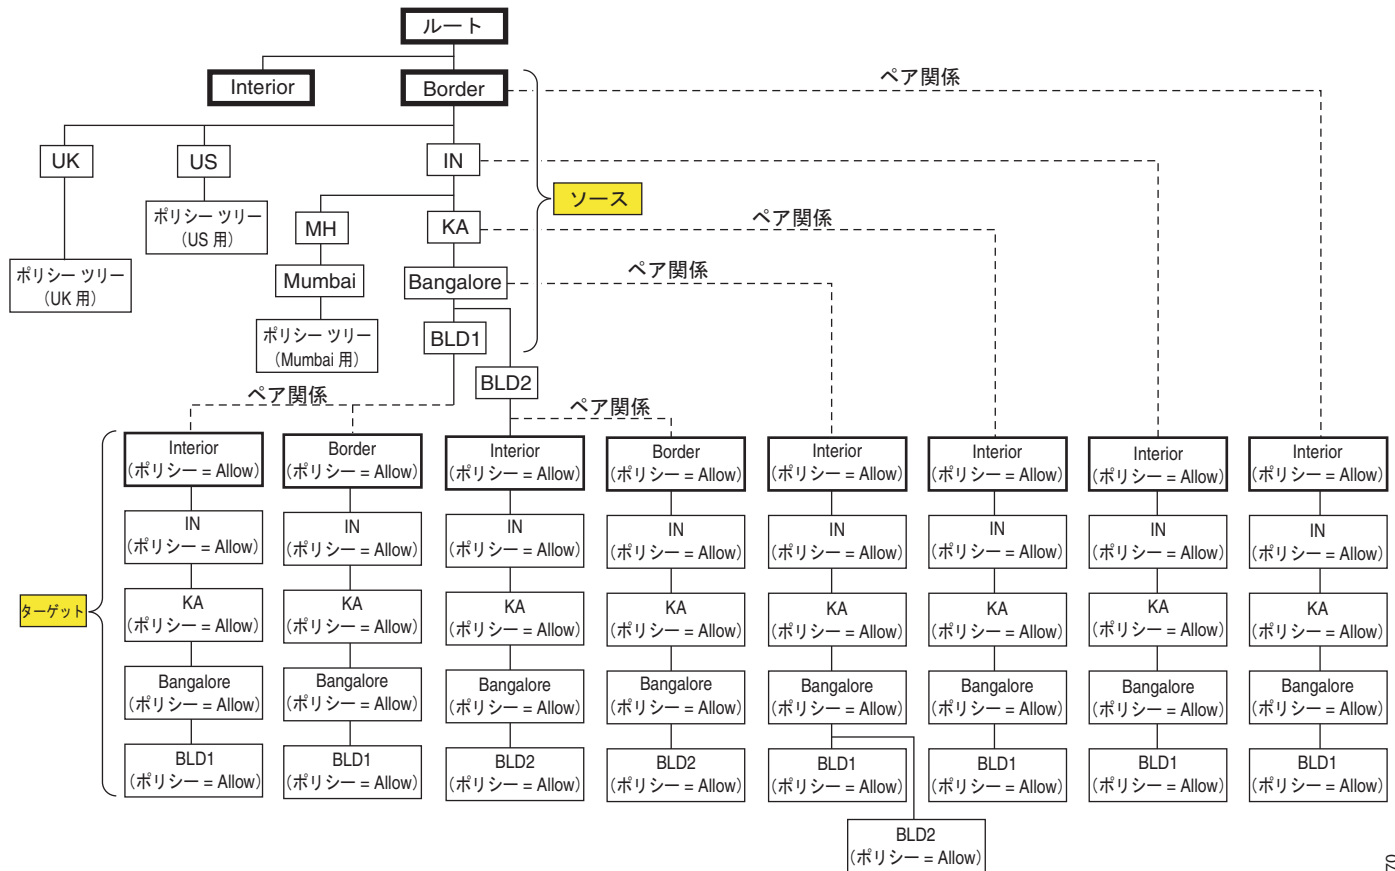 ルート
Interior
Border
ペア関係
UK
US
IN
ソース
ポリシー ツリー
（US 用）
MH
KA
ペア関係
ポリシー ツリー
（UK 用）
Mumbai
Bangalore
ペア関係
ポリシー ツリー
（Mumbai 用）
BLD1
BLD2
ペア関係
ペア関係
Interior
（ポリシー = Allow）
Border
（ポリシー = Allow）
Interior
（ポリシー = Allow）
Border
（ポリシー = Allow）
Interior
（ポリシー = Allow）
Interior
（ポリシー = Allow）
Interior
（ポリシー = Allow）
Interior
（ポリシー = Allow）
IN
（ポリシー = Allow）
IN
（ポリシー = Allow）
IN
（ポリシー = Allow）
IN
（ポリシー = Allow）
IN
（ポリシー = Allow）
IN
（ポリシー = Allow）
IN
（ポリシー = Allow）
IN
（ポリシー = Allow）
ターゲット
KA
（ポリシー = Allow）
KA
（ポリシー = Allow）
KA
（ポリシー = Allow）
KA
（ポリシー = Allow）
KA
（ポリシー = Allow）
KA
（ポリシー = Allow）
KA
（ポリシー = Allow）
KA
（ポリシー = Allow）
Bangalore
（ポリシー = Allow）
Bangalore
（ポリシー = Allow）
Bangalore
（ポリシー = Allow）
Bangalore
（ポリシー = Allow）
Bangalore
（ポリシー = Allow）
Bangalore
（ポリシー = Allow）
Bangalore
（ポリシー = Allow）
Bangalore
（ポリシー = Allow）
BLD1
（ポリシー = Allow）
BLD1
（ポリシー = Allow）
BLD2
（ポリシー = Allow）
BLD2
（ポリシー = Allow）
BLD1
（ポリシー = Allow）
BLD1
（ポリシー = Allow）
BLD1
（ポリシー = Allow）
BLD1
（ポリシー = Allow）
BLD2
（ポリシー = Allow）